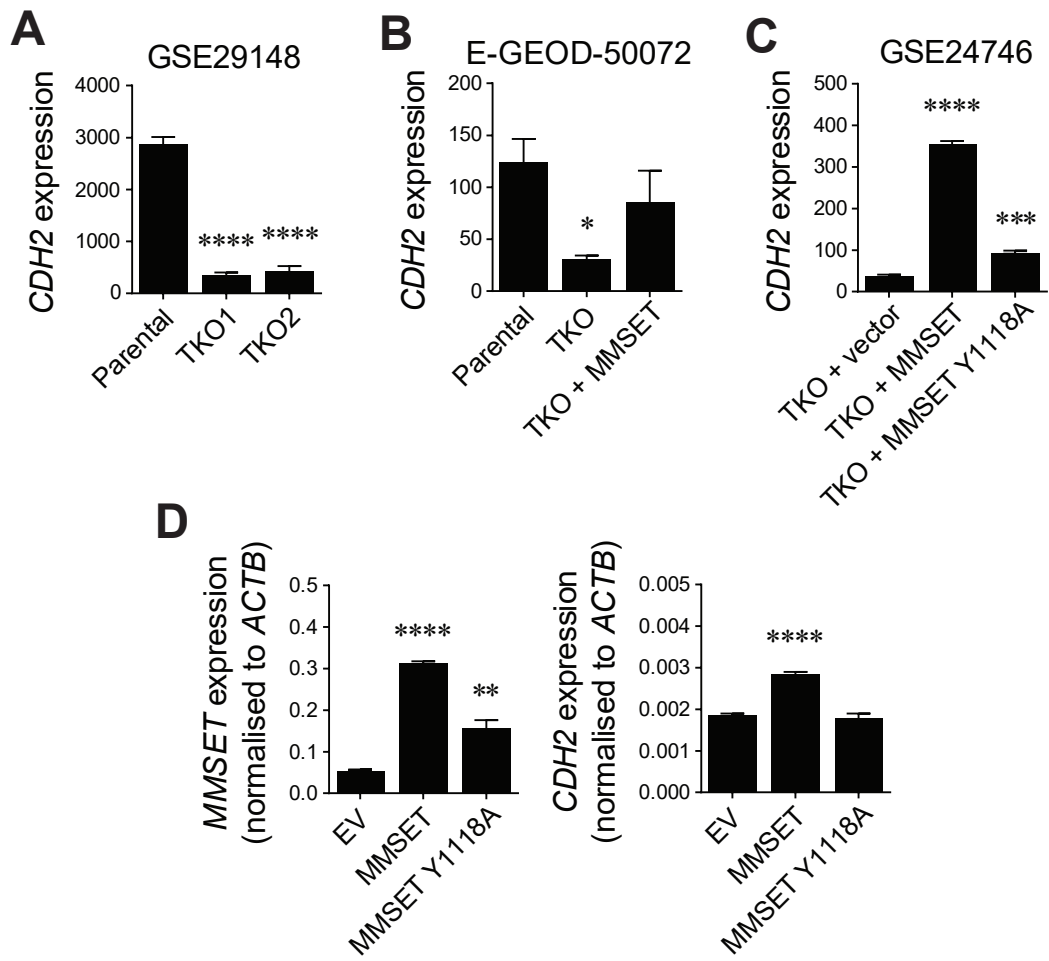 A
GSE29148
CDH2 expression
4000
3000
2000
1000
0
****
****
Parental
TKO1
TKO2
B
E-GEOD-50072
CDH2 expression
200
150
100
50
0
*
Parental
TKO
TKO + MMSET
C
GSE24746
CDH2 expression
500
400
300
200
100
0
****
***
TKO + vector
TKO + MMSET
TKO + MMSET Y1118A
D
MMSET expression
(normalised to ACTB)
0.5
0.4
0.3
0.2
0.1
0.0
****
**
EV
MMSET
MMSET Y1118A
CDH2 expression
(normalised to ACTB)
0.005
0.004
0.003
0.002
0.001
0.000
****
EV
MMSET
MMSET Y1118A